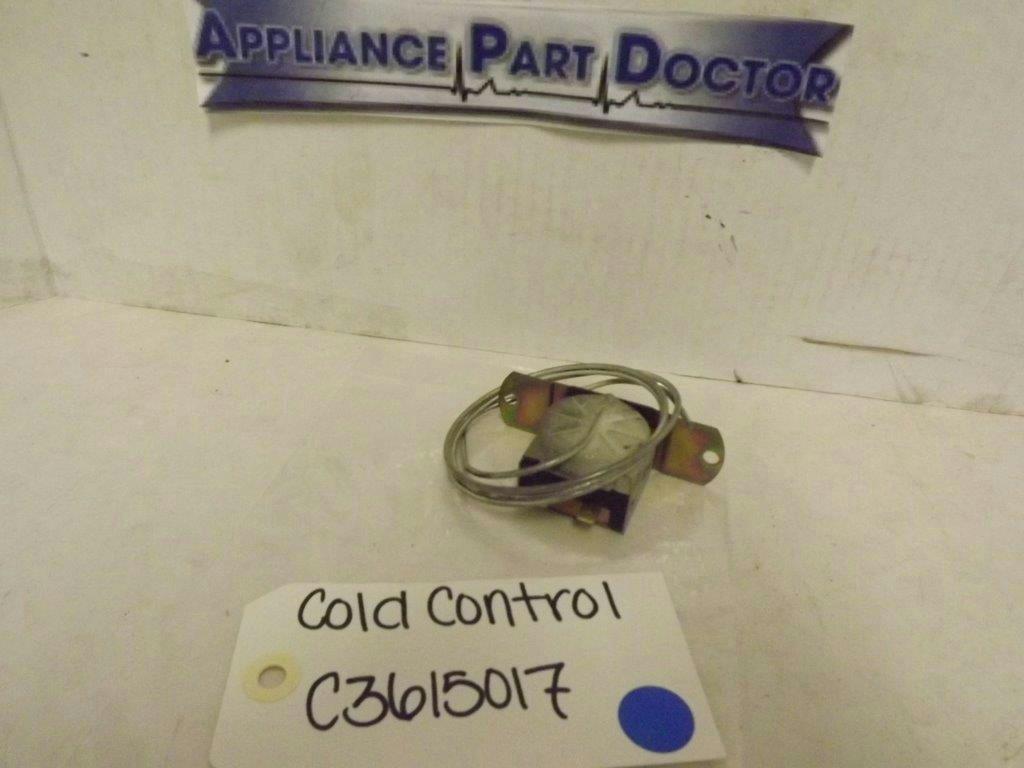 APPLIANCE PART DOCTOR
Cold Control
C3615017